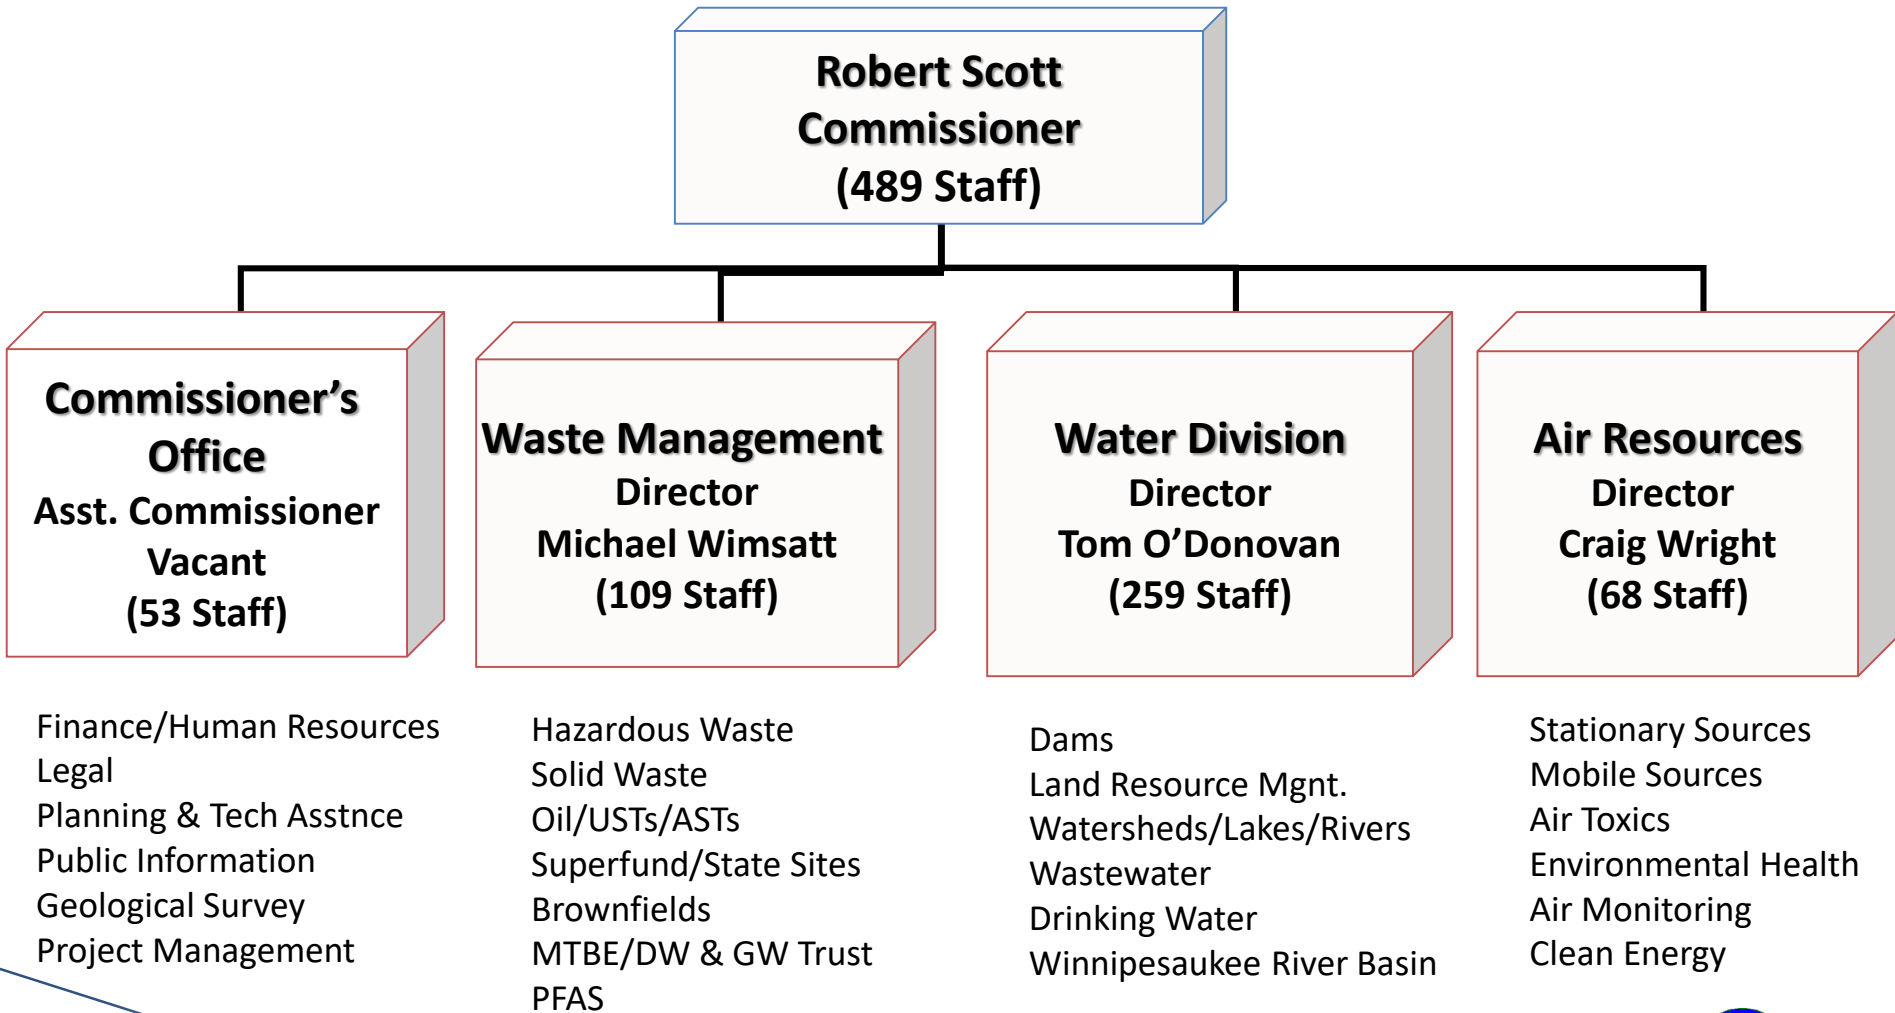 Robert Scott
Commissioner
(489 Staff)
Commissioner’s
Office
Asst. Commissioner
Vacant
(53 Staff)
Waste Management
Director
Michael Wimsatt
(109 Staff)
Water Division
Director
Tom O’Donovan
(259 Staff)
Air Resources
Director
Craig Wright
(68 Staff)
Finance/Human Resources
Legal
Planning & Tech Asstnce
Public Information
Geological Survey
Project Management
Hazardous Waste
Solid Waste
Oil/USTs/ASTs
Superfund/State Sites
Brownfields
MTBE/DW & GW Trust
PFAS
Dams
Land Resource Mgnt.
Watersheds/Lakes/Rivers
Wastewater
Drinking Water
Winnipesaukee River Basin
Stationary Sources
Mobile Sources
Air Toxics
Environmental Health
Air Monitoring
Clean Energy